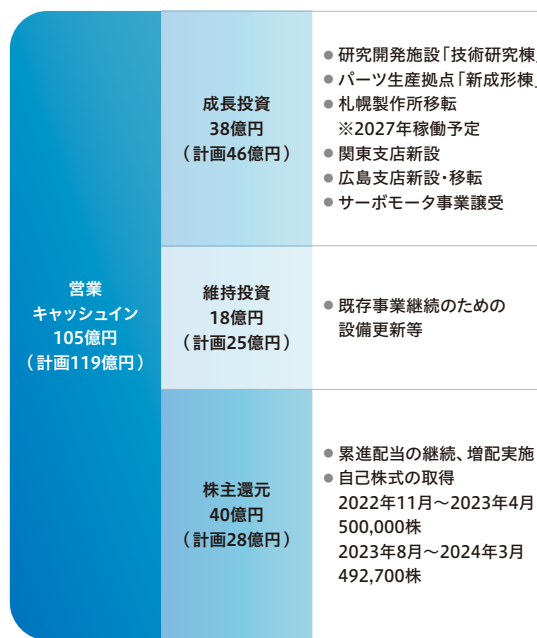 営業
キャッシュイン
105億円
（計画119億円）
成長投資
38億円
（計画46億円）
● 研究開発施設「技術研究棟」
● パーツ生産拠点「新成形棟」
● 札幌製作所移転
※2027年稼働予定
● 関東支店新設
● 広島支店新設・移転
● サーボモータ事業譲受
維持投資
18億円
（計画25億円）
● 既存事業継続のための
設備更新等
株主還元
40億円
（計画28億円）
● 累進配当の継続、増配実施
● 自己株式の取得
2022年11月～2023年4月
500,000株
2023年8月～2024年3月
492,700株